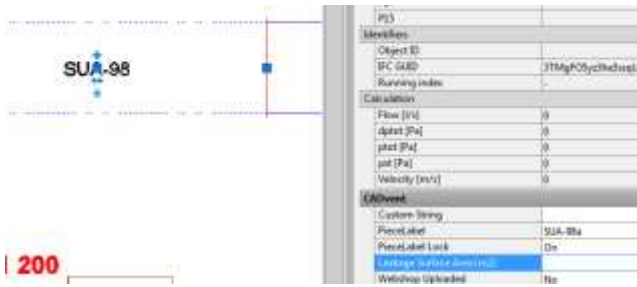 P15
Identifiers
Object ID
IFC GUID
Running index -
Calculation
Flow [l/s] 0
dptot [Pa] 0
ptot [Pa] 0
pst [Pa] 0
Velocity [m/s] 0
CADvent
Custom String
PieceLabel SUA-98a
PieceLabel Lock On
Leakage Surface Area [m2]
Webshop Uploaded No
SUA-98
200